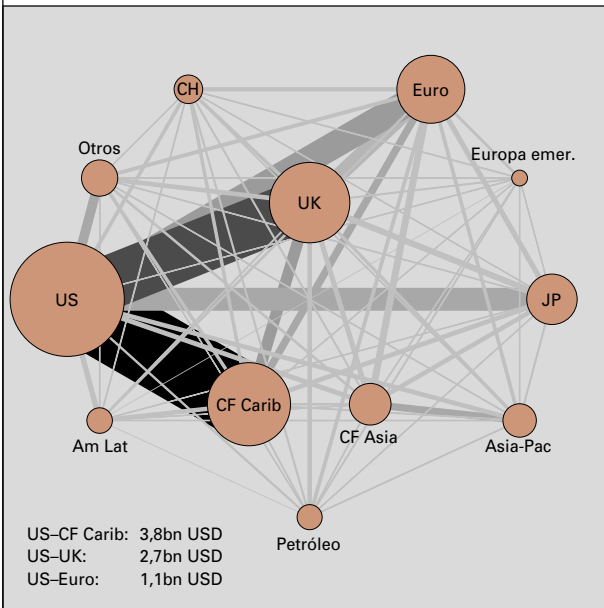 CH
Euro
Otros
Europa emer.
UK
US
JP
CF Carib
CF Asia
Am Lat
Asia-Pac
Petróleo
US–CF Carib: 3,8bn USD
US–UK: 2,7bn USD
US–Euro: 1,1bn USD